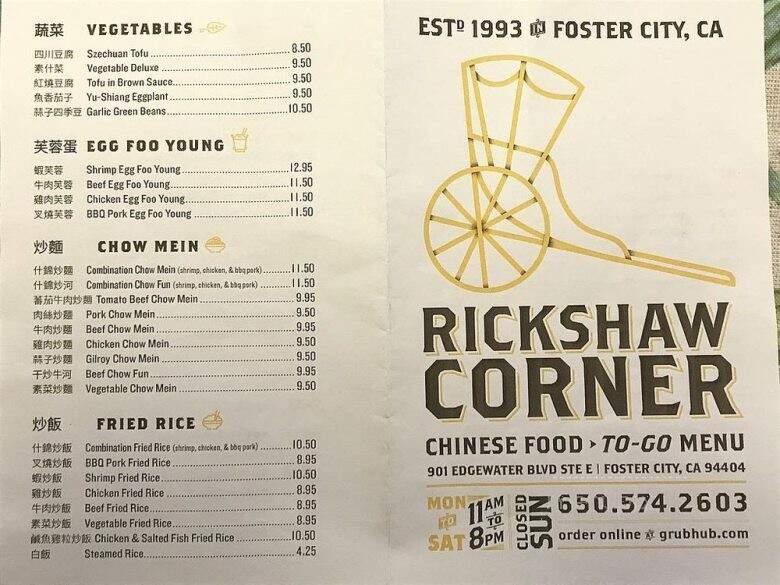 蔬菜 VEGETABLES
四川豆腐 Szechuan Tofu 8.50
素什菜 Vegetable Deluxe 9.50
紅燒豆腐 Tofu in Brown Sauce 9.50
魚香茄子 Yu-Shiang Eggplant 9.50
蒜子四季豆 Garlic Green Beans 10.50
芙蓉蛋 EGG FOO YOUNG
蝦芙蓉 Shrimp Egg Foo Young 12.95
牛肉芙蓉 Beef Egg Foo Young 11.50
雞肉芙蓉 Chicken Egg Foo Young 11.50
叉燒芙蓉 BBQ Pork Egg Foo Young 11.50
炒麵 CHOW MEIN
什錦炒麵 Combination Chow Mein (shrimp, chicken, & bbq pork) 11.50
什錦炒河 Combination Chow Fun (shrimp, chicken, & bbq pork) 11.50
蕃茄牛肉炒麵 Tomato Beef Chow Mein 9.95
肉絲炒麵 Pork Chow Mein 9.50
牛肉炒麵 Beef Chow Mein 9.95
雞肉炒麵 Chicken Chow Mein 9.50
蒜子炒麵 Gilroy Chow Mein 9.50
干炒牛河 Beef Chow Fun 9.95
素菜炒麵 Vegetable Chow Mein 9.50
炒飯 FRIED RICE
什錦炒飯 Combination Fried Rice (shrimp, chicken, & bbq pork) 10.50
叉燒炒飯 BBQ Pork Fried Rice 8.95
蝦炒飯 Shrimp Fried Rice 10.50
雞炒飯 Chicken Fried Rice 8.95
牛肉炒飯 Beef Fried Rice 8.95
素菜炒飯 Vegetable Fried Rice 8.95
鹹魚雞粒炒飯 Chicken & Salted Fish Fried Rice 10.50
白飯 Steamed Rice 4.25
ESTD 1993 IN FOSTER CITY, CA
RICKSHAW
CORNER
CHINESE FOOD > TO-GO MENU
901 EDGEWATER BLVD STE E | FOSTER CITY, CA 94404
MON TO SAT 11AM TO 8PM
CLOSED SUN
650.574.2603
order online @ grubhub.com